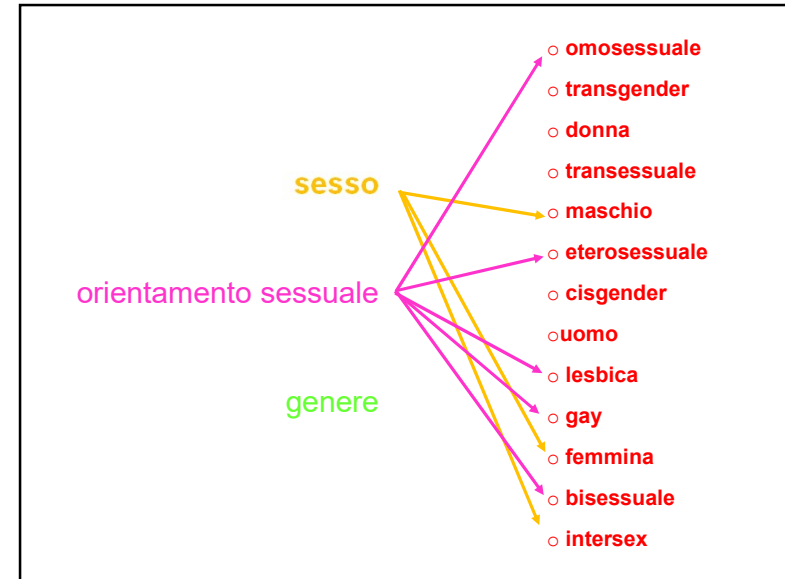 sesso
orientamento sessuale
genere
○ omosessuale
○ transgender
○ donna
○ transessuale
○ maschio
○ eterosessuale
○ cisgender
○uomo
○ lesbica
○ gay
○ femmina
○ bisessuale
○ intersex